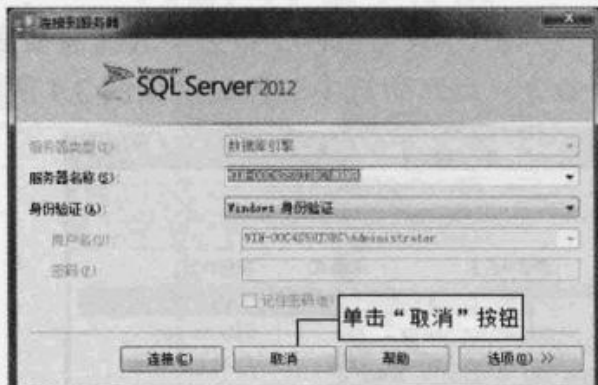 连接到服务器
Microsoft
SQL Server 2012
服务器类型(T): 数据库引擎
服务器名称(S):
身份验证(A): Windows 身份验证
用户名(U): \Administrator
密码(P):
记住密码(M)
单击“取消”按钮
连接(C) 取消 帮助 选项(O) >>